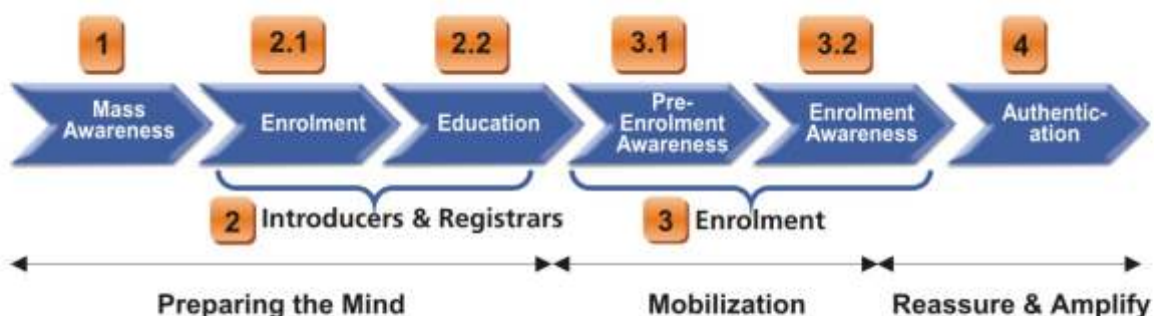 1
2.1
2.2
3.1
3.2
4
Mass
Awareness
Enrolment
Education
Pre-
Enrolment
Awareness
Enrolment
Awareness
Authentic-
ation
2 Introducers & Registrars
3 Enrolment
Preparing the Mind
Mobilization
Reassure & Amplify